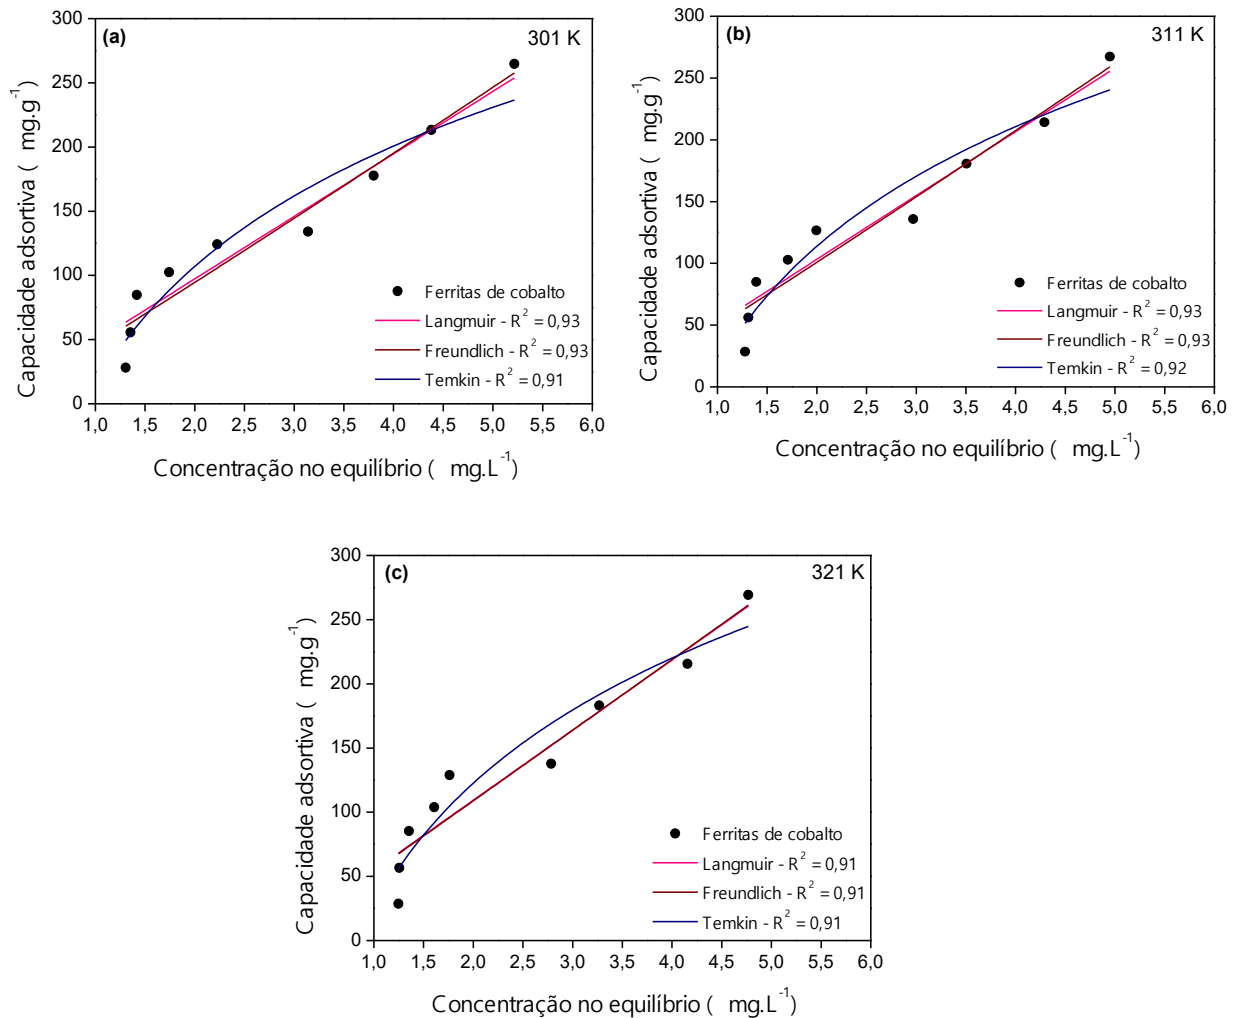 (a)
301 K
300
250
200
150
100
50
0
Capacidade adsortiva ( mg.g⁻¹)
Ferritas de cobalto
Langmuir - R² = 0,93
Freundlich - R² = 0,93
Temkin - R² = 0,91
1,0 1,5 2,0 2,5 3,0 3,5 4,0 4,5 5,0 5,5 6,0
Concentração no equilíbrio ( mg.L⁻¹)
(b)
311 K
300
250
200
150
100
50
0
Capacidade adsortiva ( mg.g⁻¹)
Ferritas de cobalto
Langmuir - R² = 0,93
Freundlich - R² = 0,93
Temkin - R² = 0,92
1,0 1,5 2,0 2,5 3,0 3,5 4,0 4,5 5,0 5,5 6,0
Concentração no equilíbrio ( mg.L⁻¹)
(c)
321 K
300
250
200
150
100
50
0
Capacidade adsortiva ( mg.g⁻¹)
Ferritas de cobalto
Langmuir - R² = 0,91
Freundlich - R² = 0,91
Temkin - R² = 0,91
1,0 1,5 2,0 2,5 3,0 3,5 4,0 4,5 5,0 5,5 6,0
Concentração no equilíbrio ( mg.L⁻¹)